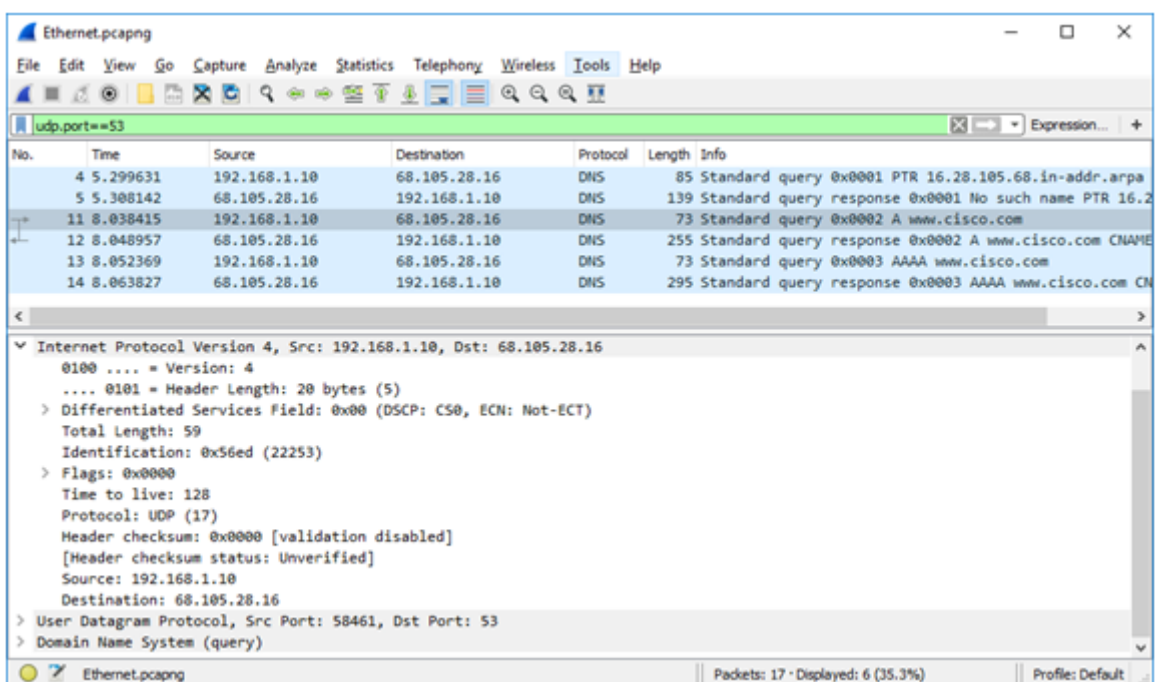 Ethernet.pcapng
File Edit View Go Capture Analyze Statistics Telephony Wireless Tools Help
udp.port==53 Expression... +
No. Time Source Destination Protocol Length Info
4 5.299631 192.168.1.10 68.105.28.16 DNS 85 Standard query 0x0001 PTR 16.28.105.68.in-addr.arpa
5 5.308142 68.105.28.16 192.168.1.10 DNS 139 Standard query response 0x0001 No such name PTR 16.2
11 8.038415 192.168.1.10 68.105.28.16 DNS 73 Standard query 0x0002 A www.cisco.com
12 8.048957 68.105.28.16 192.168.1.10 DNS 255 Standard query response 0x0002 A www.cisco.com CNAME
13 8.052369 192.168.1.10 68.105.28.16 DNS 73 Standard query 0x0003 AAAA www.cisco.com
14 8.063827 68.105.28.16 192.168.1.10 DNS 295 Standard query response 0x0003 AAAA www.cisco.com CN
Internet Protocol Version 4, Src: 192.168.1.10, Dst: 68.105.28.16
0100 .... = Version: 4
.... 0101 = Header Length: 20 bytes (5)
Differentiated Services Field: 0x00 (DSCP: CS0, ECN: Not-ECT)
Total Length: 59
Identification: 0x56ed (22253)
Flags: 0x0000
Time to live: 128
Protocol: UDP (17)
Header checksum: 0x0000 [validation disabled]
[Header checksum status: Unverified]
Source: 192.168.1.10
Destination: 68.105.28.16
User Datagram Protocol, Src Port: 58461, Dst Port: 53
Domain Name System (query)
Ethernet.pcapng Packets: 17 · Displayed: 6 (35.3%) Profile: Default